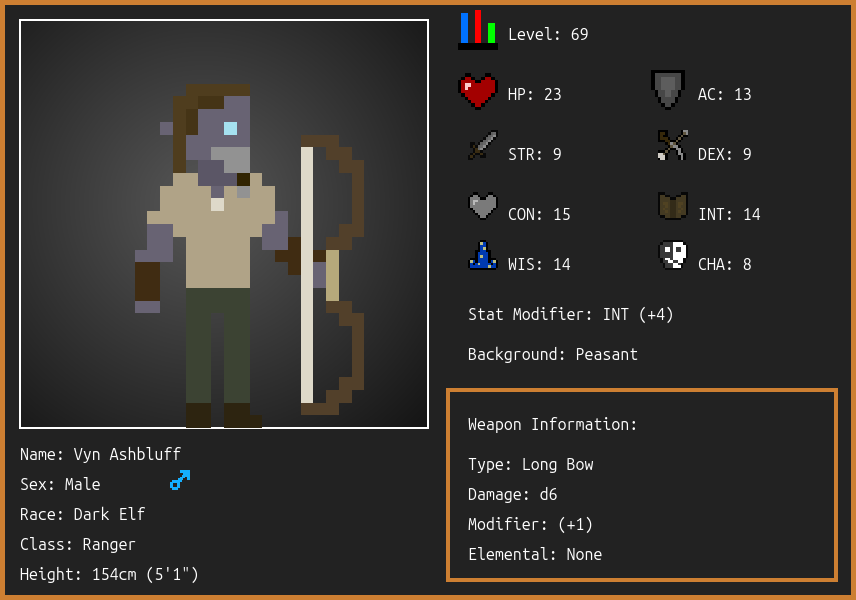 Level: 69
HP: 23
AC: 13
STR: 9
DEX: 9
CON: 15
INT: 14
WIS: 14
CHA: 8
Stat Modifier: INT (+4)
Background: Peasant
Weapon Information:
Type: Long Bow
Damage: d6
Modifier: (+1)
Elemental: None
Name: Vyn Ashbluff
Sex: Male
Race: Dark Elf
Class: Ranger
Height: 154cm (5'1")